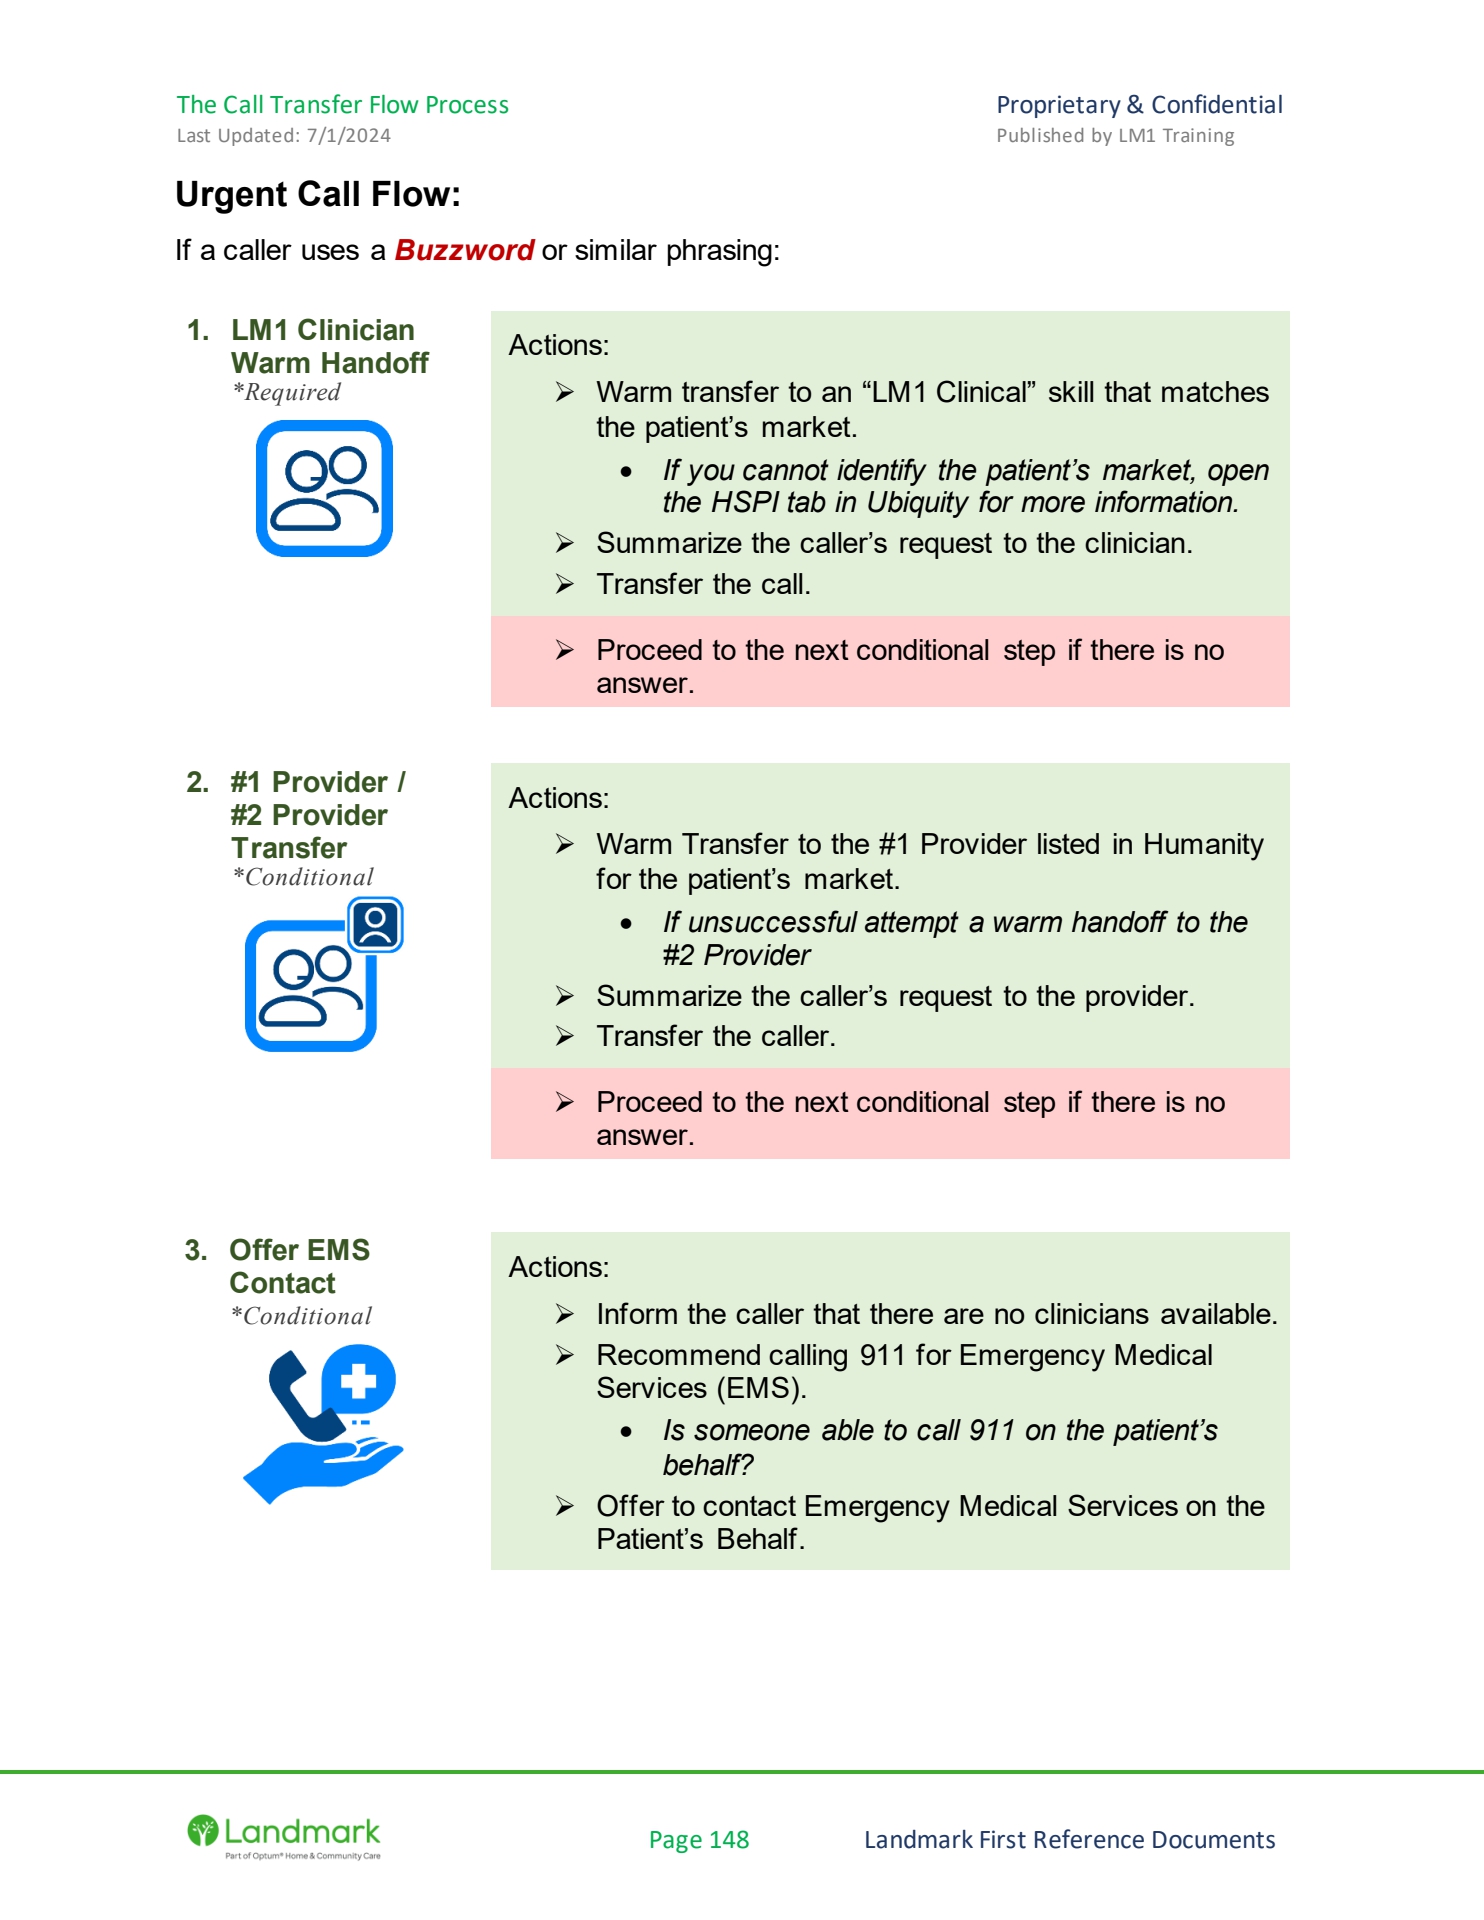 The Call Transfer Flow Process
Proprietary & Confidential
Last Updated: 7/1/2024
Published by LM1 Training
Urgent Call Flow:
If a caller uses a Buzzword or similar phrasing:
1. LM1 Clinician
Warm Handoff
*Required
Actions:
➢ Warm transfer to an “LM1 Clinical” skill that matches
the patient’s market.
• If you cannot identify the patient’s market, open
the HSPI tab in Ubiquity for more information.
➢ Summarize the caller’s request to the clinician.
➢ Transfer the call.
➢ Proceed to the next conditional step if there is no
answer.
2. #1 Provider /
#2 Provider
Transfer
*Conditional
Actions:
➢ Warm Transfer to the #1 Provider listed in Humanity
for the patient’s market.
• If unsuccessful attempt a warm handoff to the
#2 Provider
➢ Summarize the caller’s request to the provider.
➢ Transfer the caller.
➢ Proceed to the next conditional step if there is no
answer.
3. Offer EMS
Contact
*Conditional
Actions:
➢ Inform the caller that there are no clinicians available.
➢ Recommend calling 911 for Emergency Medical
Services (EMS).
• Is someone able to call 911 on the patient’s
behalf?
➢ Offer to contact Emergency Medical Services on the
Patient’s Behalf.
Landmark
Part of Optum® Home & Community Care
Page 148
Landmark First Reference Documents